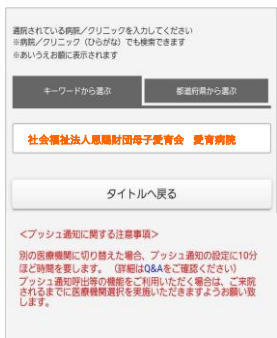 通院されている病院／クリニックを入力してください
※病院／クリニック（ひらがな）でも検索できます
※あいうえお順に表示されます
キーワードから選ぶ
都道府県から選ぶ
社会福祉法人恩賜財団母子愛育会　愛育病院
タイトルへ戻る
＜プッシュ通知に関する注意事項＞
別の医療機関に切り替えた場合、プッシュ通知の設定に10分
ほど時間を要します。（詳細はQ&Aをご確認ください）
プッシュ通知呼出等の機能をご利用いただく場合は、ご来院
されるまでに医療機関選択を実施いただきますようお願い致
します。